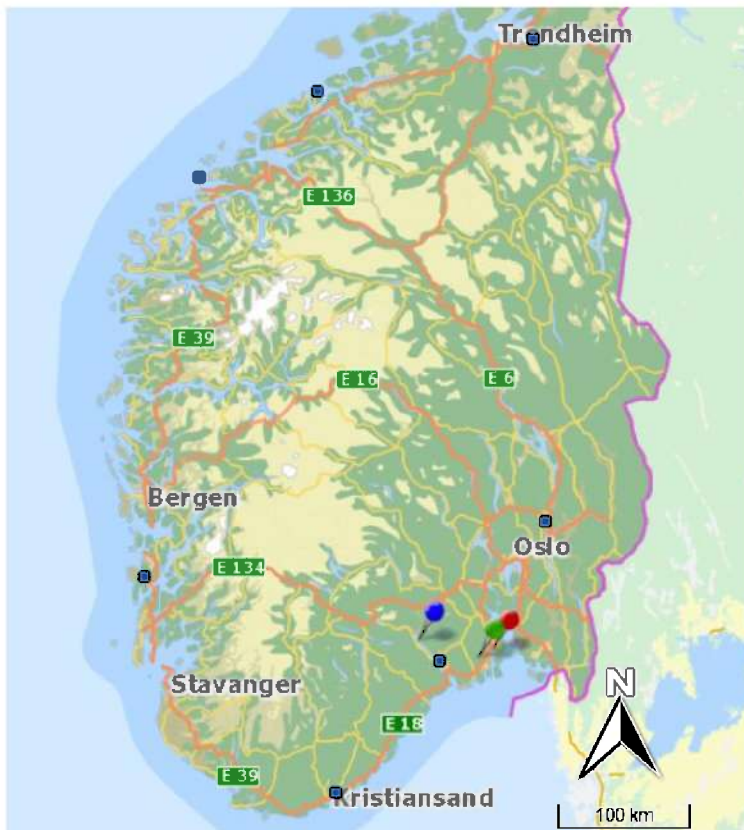 Trondheim
E 136
E 39
E 16
E 6
Bergen
Oslo
E 134
Stavanger
N
E 18
E 39
Kristiansand
100 km